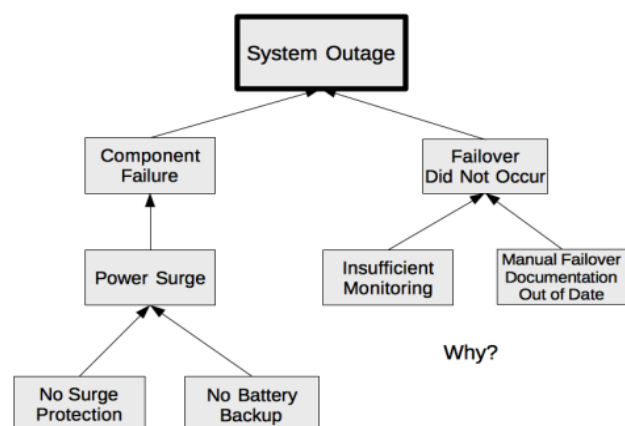 System Outage
Component
Failure
Failover
Did Not Occur
Power Surge
Insufficient
Monitoring
Manual Failover
Documentation
Out of Date
Why?
No Surge
Protection
No Battery
Backup